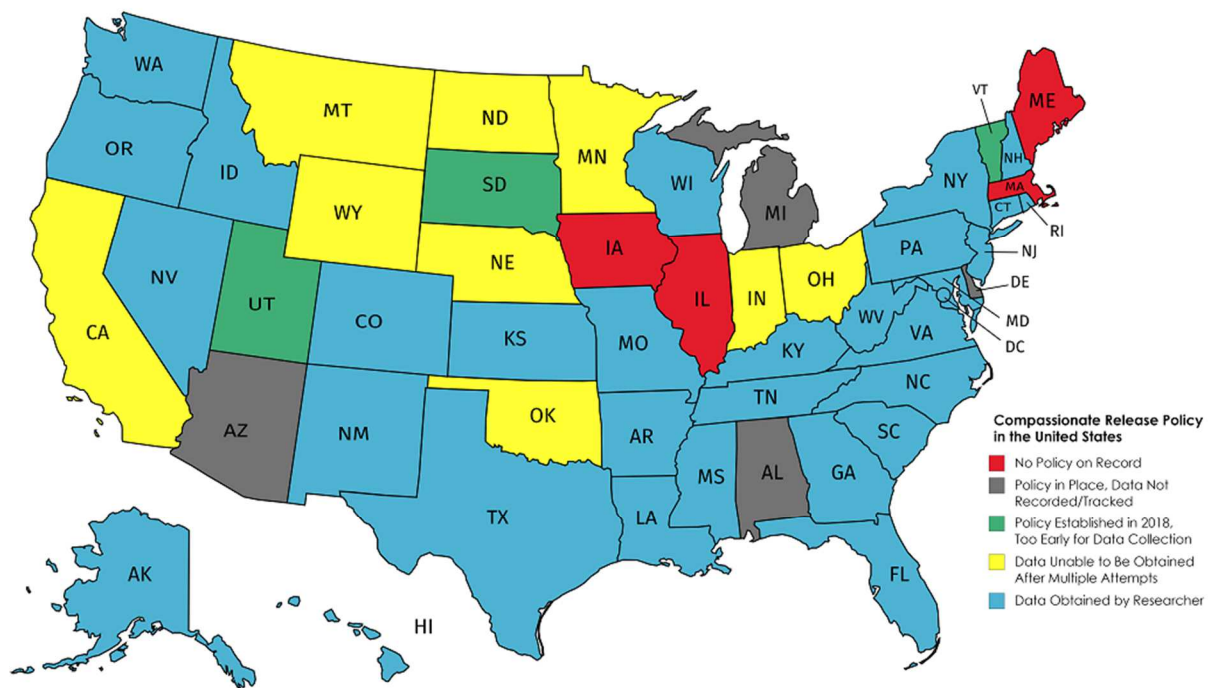 WA
MT
ND
MN
VT
ME
OR
ID
SD
WI
NY
NH
MA
CT
RI
WY
MI
IA
NE
PA
NJ
NV
UT
CO
IL
IN
OH
DE
CA
KS
MO
WV
VA
MD
DC
KY
NC
TN
AZ
NM
OK
AR
SC
MS
AL
GA
TX
LA
FL
AK
HI
Compassionate Release Policy
in the United States
No Policy on Record
Policy in Place, Data Not
Recorded/Tracked
Policy Established in 2018,
Too Early for Data Collection
Data Unable to Be Obtained
After Multiple Attempts
Data Obtained by Researcher